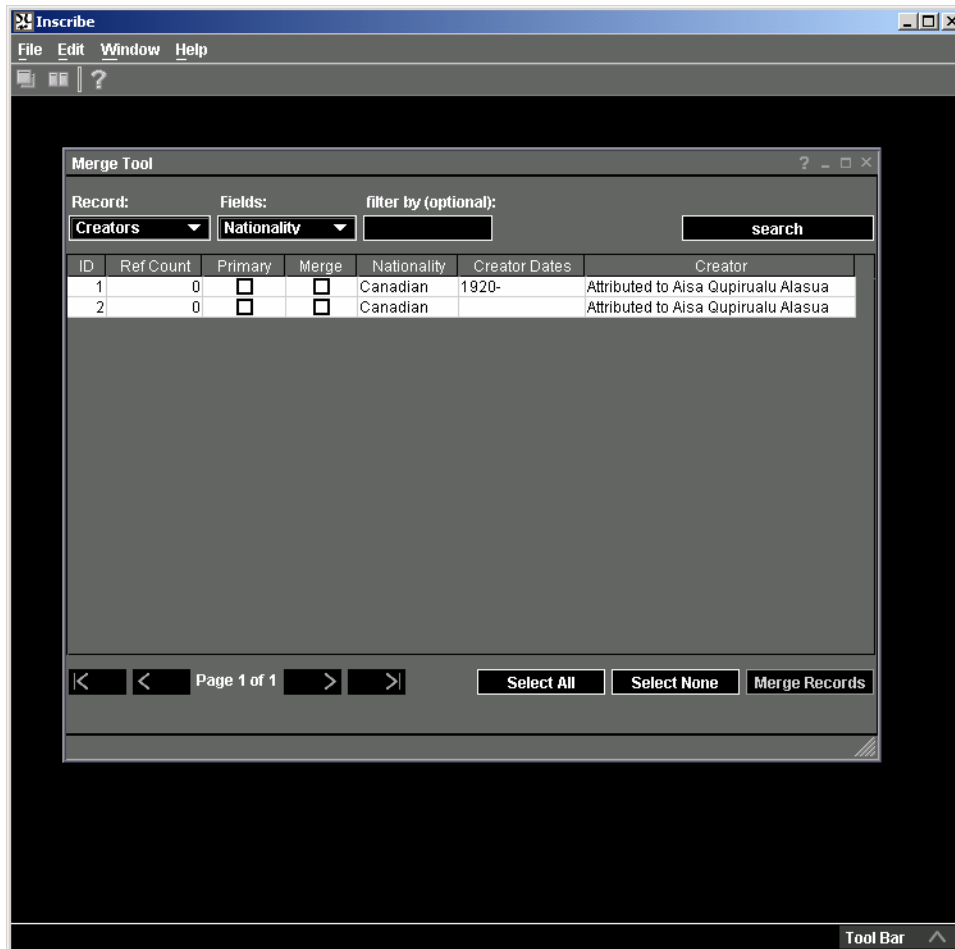 Inscribe
File Edit Window Help
?
Merge Tool
Record: Fields: filter by (optional):
Creators Nationality search
ID Ref Count Primary Merge Nationality Creator Dates Creator
1 0 Canadian 1920- Attributed to Aisa Qupirualu Alasua
2 0 Canadian Attributed to Aisa Qupirualu Alasua
Page 1 of 1 Select All Select None Merge Records
Tool Bar